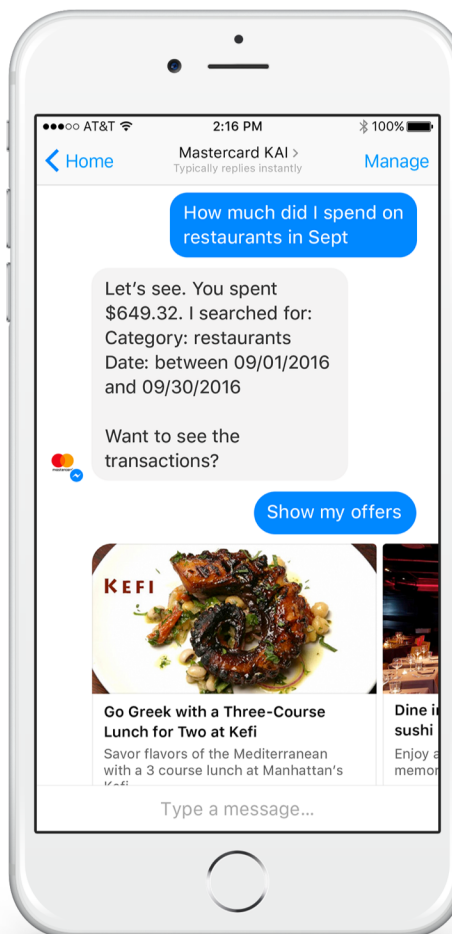 AT&T 2:16 PM 100%
Home Mastercard KAI > Manage
Typically replies instantly
How much did I spend on
restaurants in Sept
Let's see. You spent
$649.32. I searched for:
Category: restaurants
Date: between 09/01/2016
and 09/30/2016
Want to see the
transactions?
Show my offers
KEFI
Go Greek with a Three-Course
Lunch for Two at Kefi
Savor flavors of the Mediterranean
with a 3 course lunch at Manhattan's
Kefi
Dine
sushi
Enjoy
Type a message...